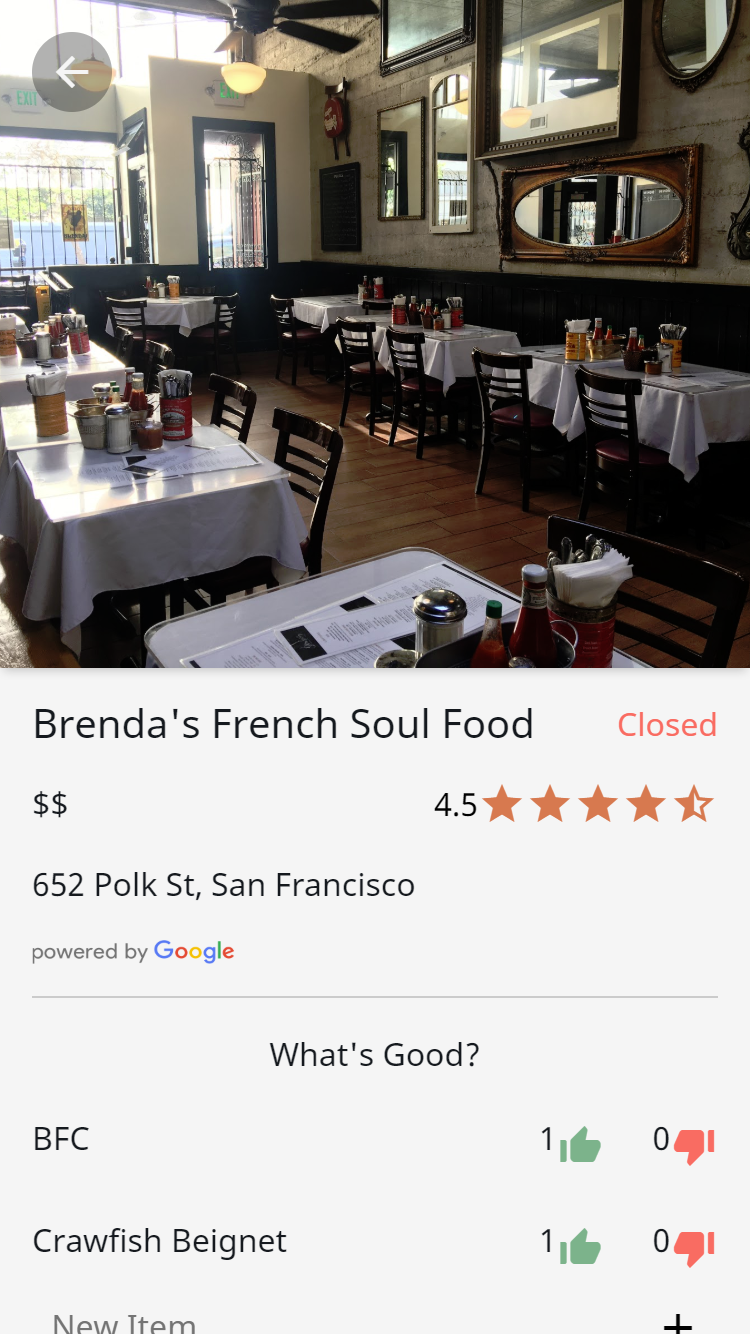 EXIT
Brenda's French Soul Food
Closed
$$
4.5
652 Polk St, San Francisco
powered by Google
What's Good?
BFC 1 0
Crawfish Beignet 1 0
New Item +